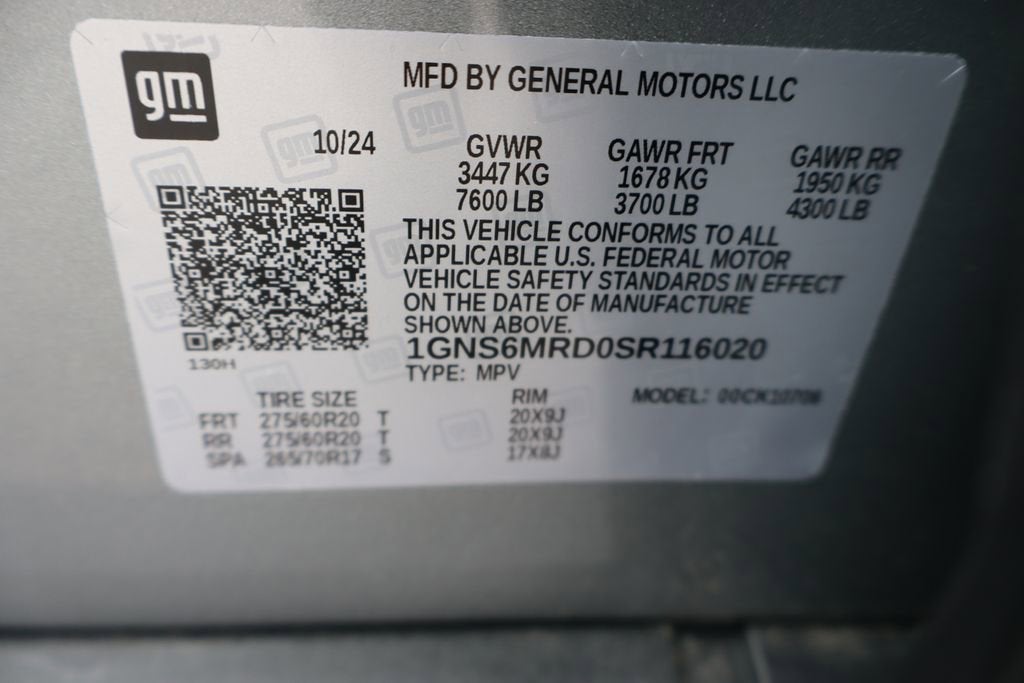 gm
MFD BY GENERAL MOTORS LLC
10/24
GVWR GAWR FRT GAWR RR
3447 KG 1678 KG 1950 KG
7600 LB 3700 LB 4300 LB
THIS VEHICLE CONFORMS TO ALL
APPLICABLE U.S. FEDERAL MOTOR
VEHICLE SAFETY STANDARDS IN EFFECT
ON THE DATE OF MANUFACTURE
SHOWN ABOVE.
1GNS6MRD0SR116020
130H
TYPE: MPV
TIRE SIZE RIM MODEL: 00CK10706
FRT 275/60R20 T 20X9J
RR 275/60R20 T 20X9J
SPA 265/70R17 S 17X8J